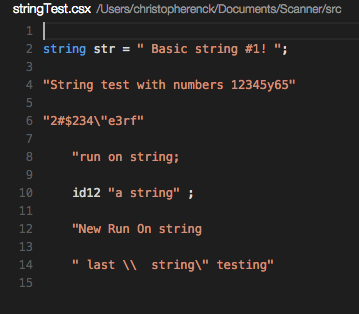 stringTest.csx /Users/christopherenck/Documents/Scanner/src
1
2 string str = " Basic string #1! ";
3
4 "String test with numbers 12345y65"
5
6 "2#$234\"e3rf"
7
8 "run on string;
9
10 id12 "a string" ;
11
12 "New Run On string
13
14 " last \\  string\" testing"
15